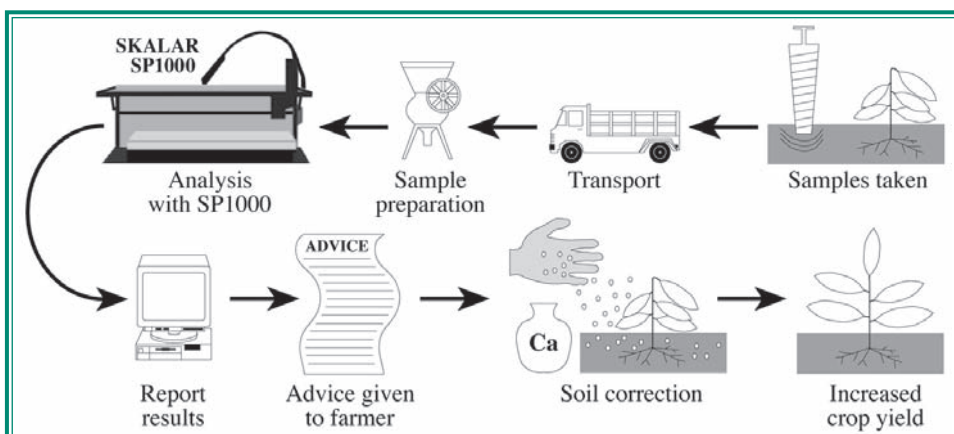 SKALAR
SP1000
Analysis
with SP1000
Sample
preparation
Transport
Samples taken
ADVICE
Ca
Report
results
Advice given
to farmer
Soil correction
Increased
crop yield